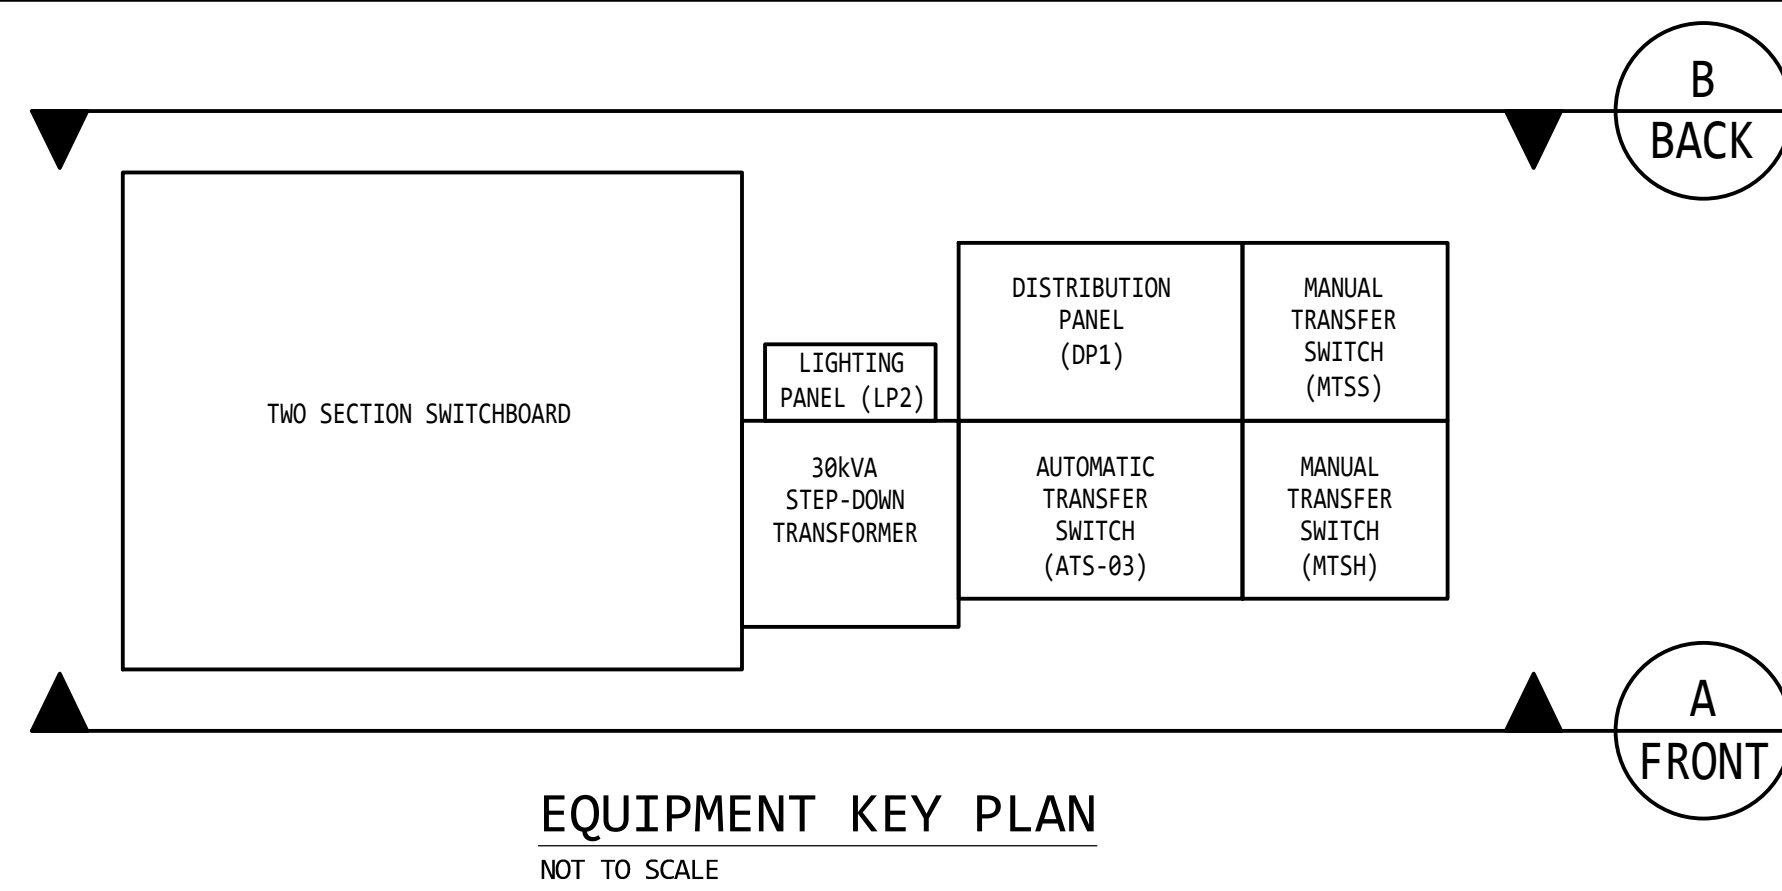 B
BACK
TWO SECTION SWITCHBOARD
LIGHTING
PANEL (LP2)
30kVA
STEP-DOWN
TRANSFORMER
DISTRIBUTION
PANEL
(DP1)
MANUAL
TRANSFER
SWITCH
(MTSS)
AUTOMATIC
TRANSFER
SWITCH
(ATS-03)
MANUAL
TRANSFER
SWITCH
(MTSH)
A
FRONT
EQUIPMENT KEY PLAN
NOT TO SCALE